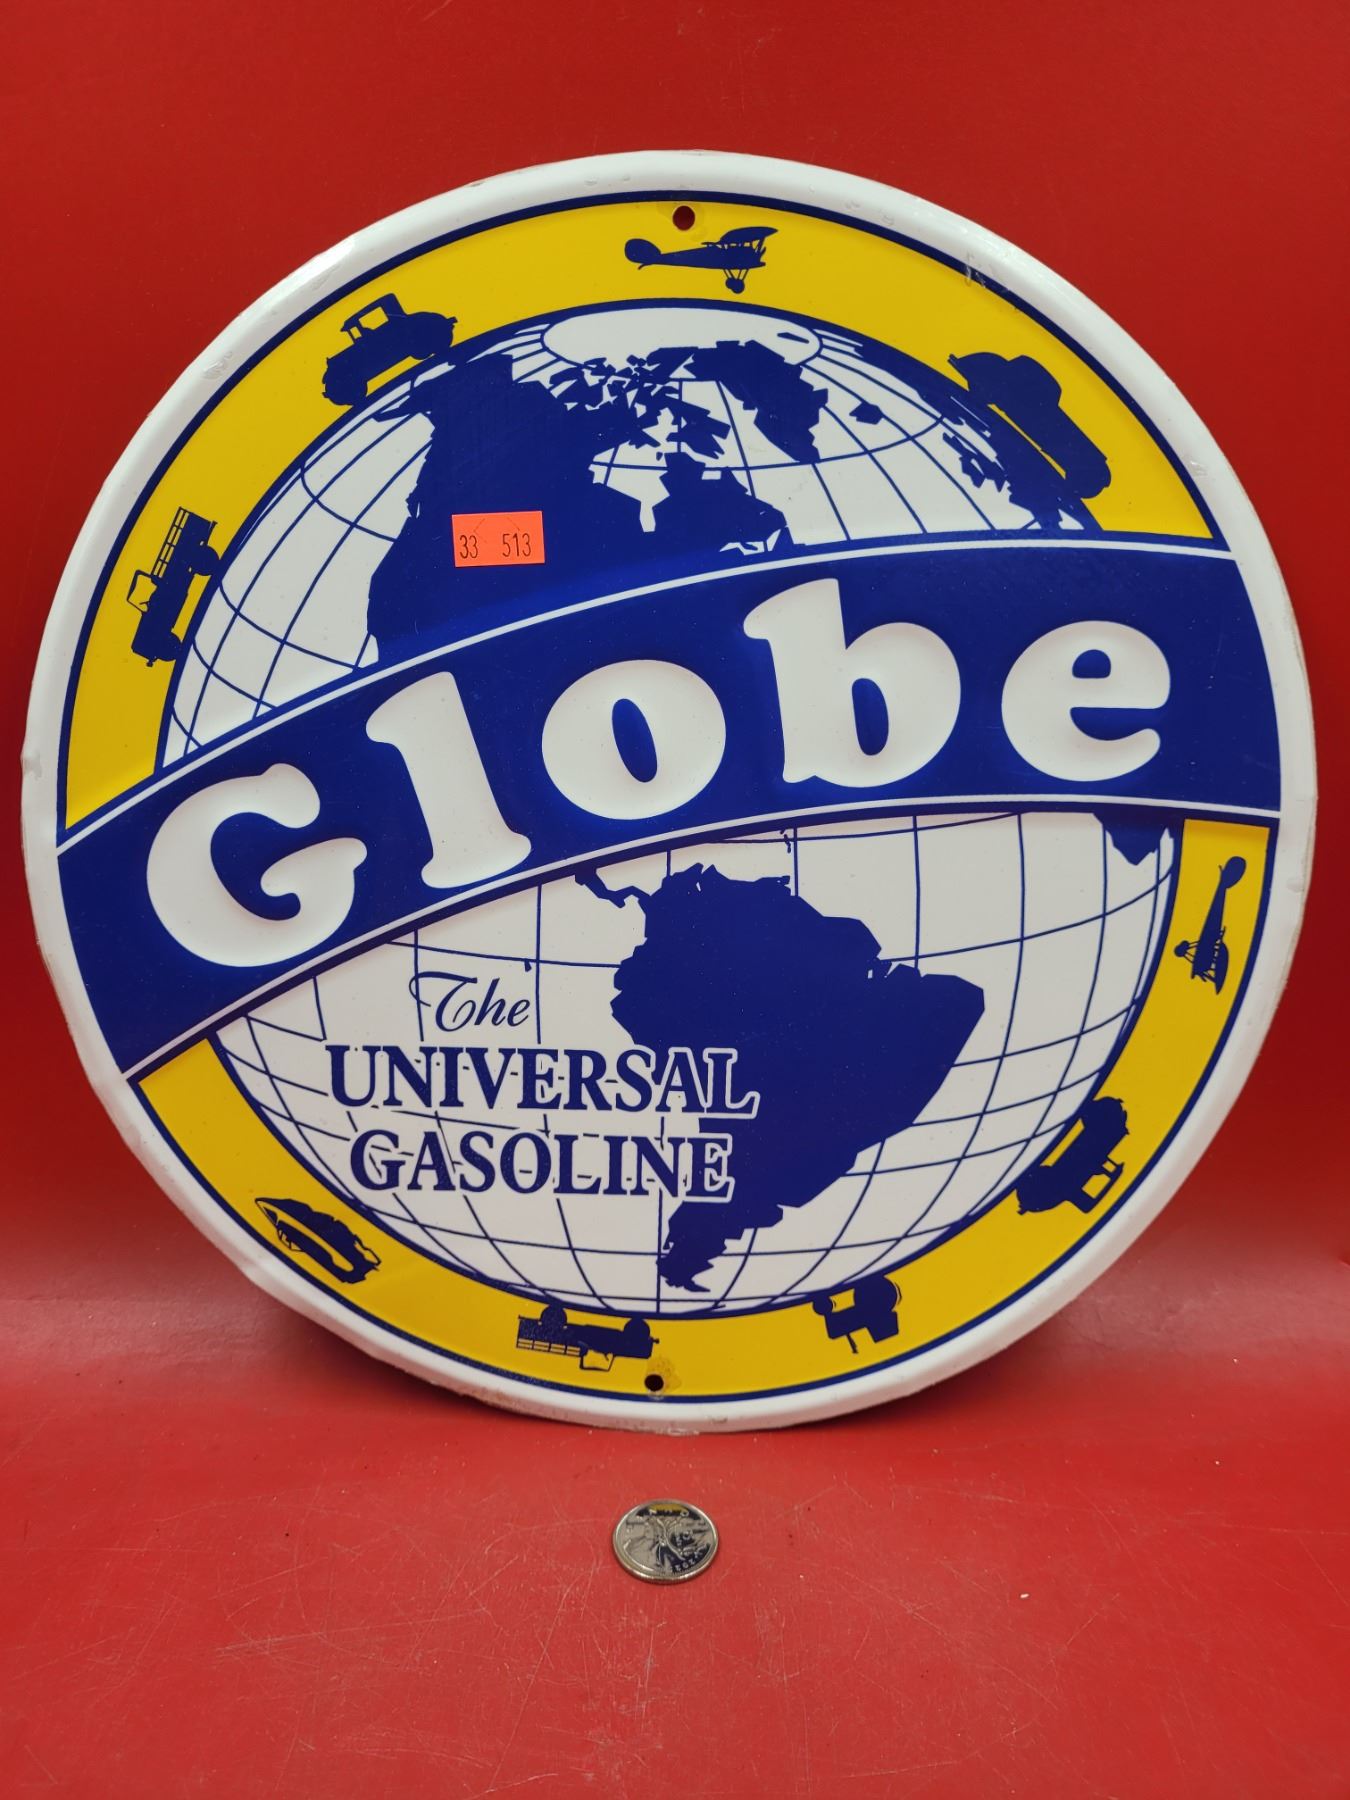 33 513
Globe
The
UNIVERSAL
GASOLINE